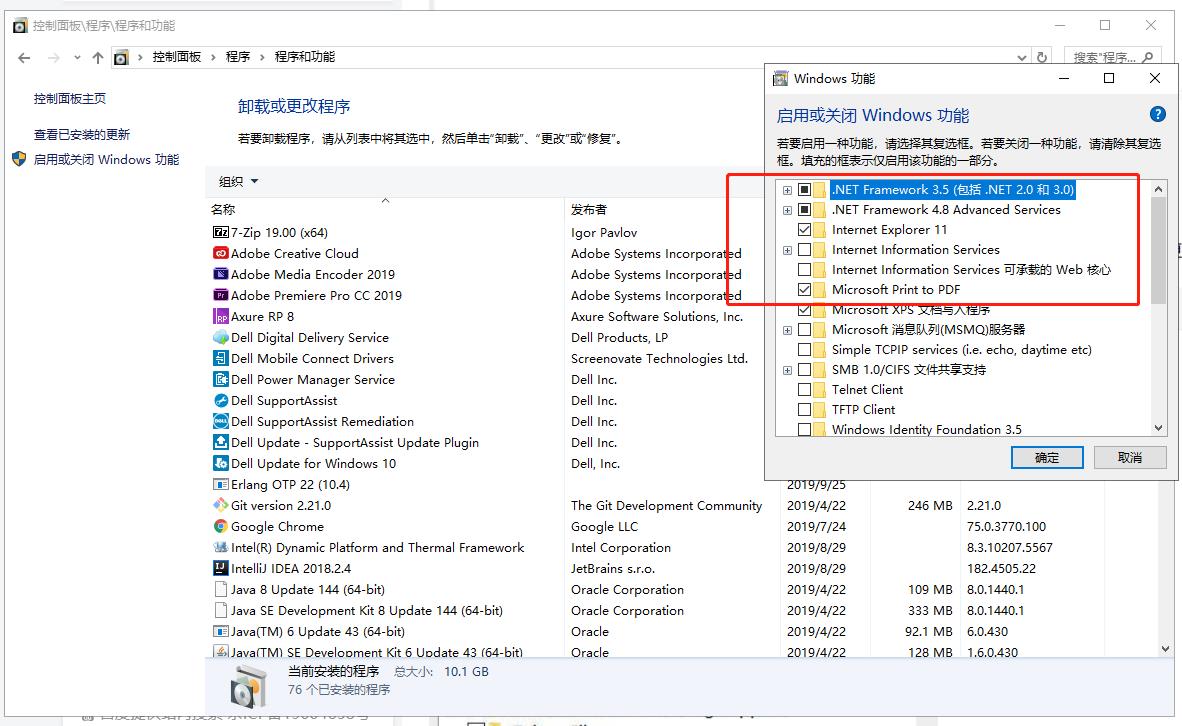 控制面板\程序\程序和功能
控制面板 › 程序 › 程序和功能
搜索"程序...
控制面板主页
查看已安装的更新
启用或关闭 Windows 功能
卸载或更改程序
若要卸载程序，请从列表中将其选中，然后单击“卸载”、“更改”或“修复”。
组织
名称 发布者
7-Zip 19.00 (x64) Igor Pavlov
Adobe Creative Cloud Adobe Systems Incorporated
Adobe Media Encoder 2019 Adobe Systems Incorporated
Adobe Premiere Pro CC 2019 Adobe Systems Incorporated
Axure RP 8 Axure Software Solutions, Inc.
Dell Digital Delivery Service Dell Products, LP
Dell Mobile Connect Drivers Screenovate Technologies Ltd.
Dell Power Manager Service Dell Inc.
Dell SupportAssist Dell Inc.
Dell SupportAssist Remediation Dell Inc.
Dell Update - SupportAssist Update Plugin Dell Inc.
Dell Update for Windows 10 Dell, Inc.
Erlang OTP 22 (10.4) 2019/9/25
Git version 2.21.0 The Git Development Community 2019/4/22 246 MB 2.21.0
Google Chrome Google LLC 2019/7/24 75.0.3770.100
Intel(R) Dynamic Platform and Thermal Framework Intel Corporation 2019/8/29 8.3.10207.5567
IntelliJ IDEA 2018.2.4 JetBrains s.r.o. 2019/8/29 182.4505.22
Java 8 Update 144 (64-bit) Oracle Corporation 2019/4/22 109 MB 8.0.1440.1
Java SE Development Kit 8 Update 144 (64-bit) Oracle Corporation 2019/4/22 333 MB 8.0.1440.1
Java(TM) 6 Update 43 (64-bit) Oracle 2019/4/22 92.1 MB 6.0.430
Java(TM) SE Development Kit 6 Update 43 (64-bit) Oracle 2019/4/22 128 MB 1.6.0.430
当前安装的程序 总大小: 10.1 GB
76 个已安装的程序
Windows 功能
启用或关闭 Windows 功能
若要启用一种功能，请选择其复选框。若要关闭一种功能，请清除其复选
框。填充的框表示仅启用该功能的一部分。
.NET Framework 3.5 (包括 .NET 2.0 和 3.0)
.NET Framework 4.8 Advanced Services
Internet Explorer 11
Internet Information Services
Internet Information Services 可承载的 Web 核心
Microsoft Print to PDF
Microsoft XPS 文档写入程序
Microsoft 消息队列(MSMQ)服务器
Simple TCPIP services (i.e. echo, daytime etc)
SMB 1.0/CIFS 文件共享支持
Telnet Client
TFTP Client
Windows Identity Foundation 3.5
确定 取消